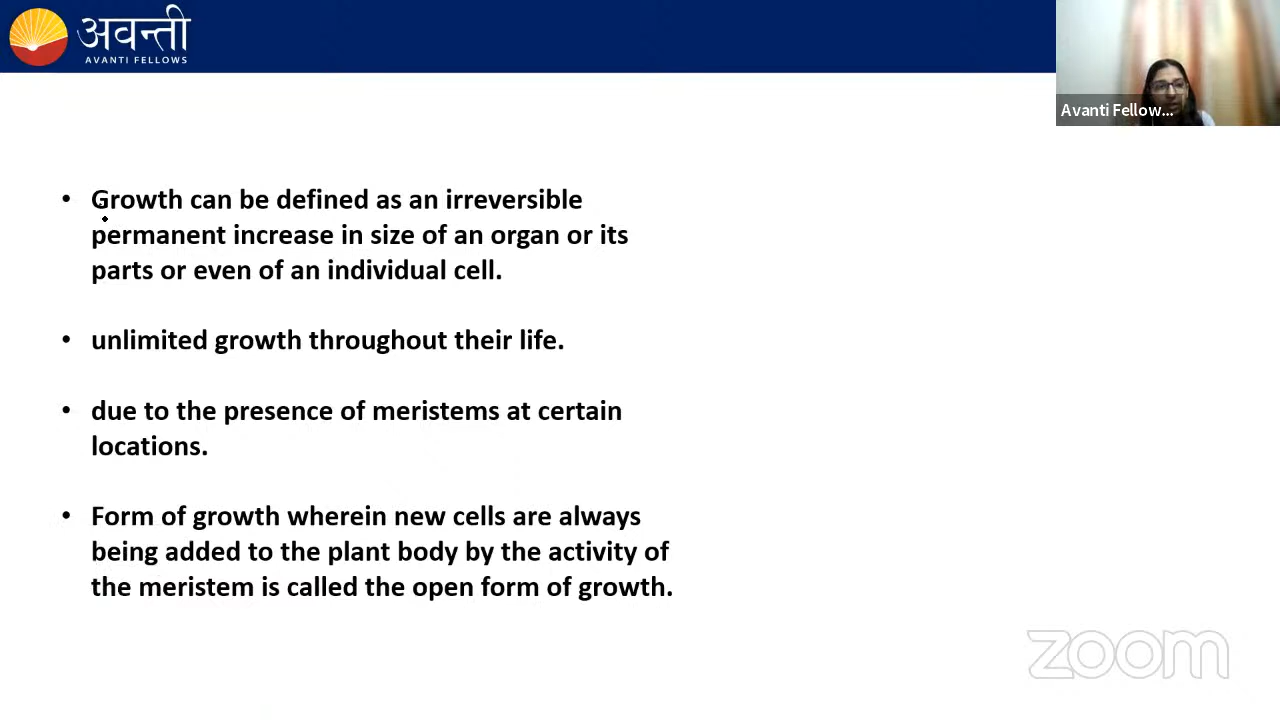 अवन्ती
AVANTI FELLOWS
Avanti Fellow...
• Growth can be defined as an irreversible
permanent increase in size of an organ or its
parts or even of an individual cell.
• unlimited growth throughout their life.
• due to the presence of meristems at certain
locations.
• Form of growth wherein new cells are always
being added to the plant body by the activity of
the meristem is called the open form of growth.
zoom